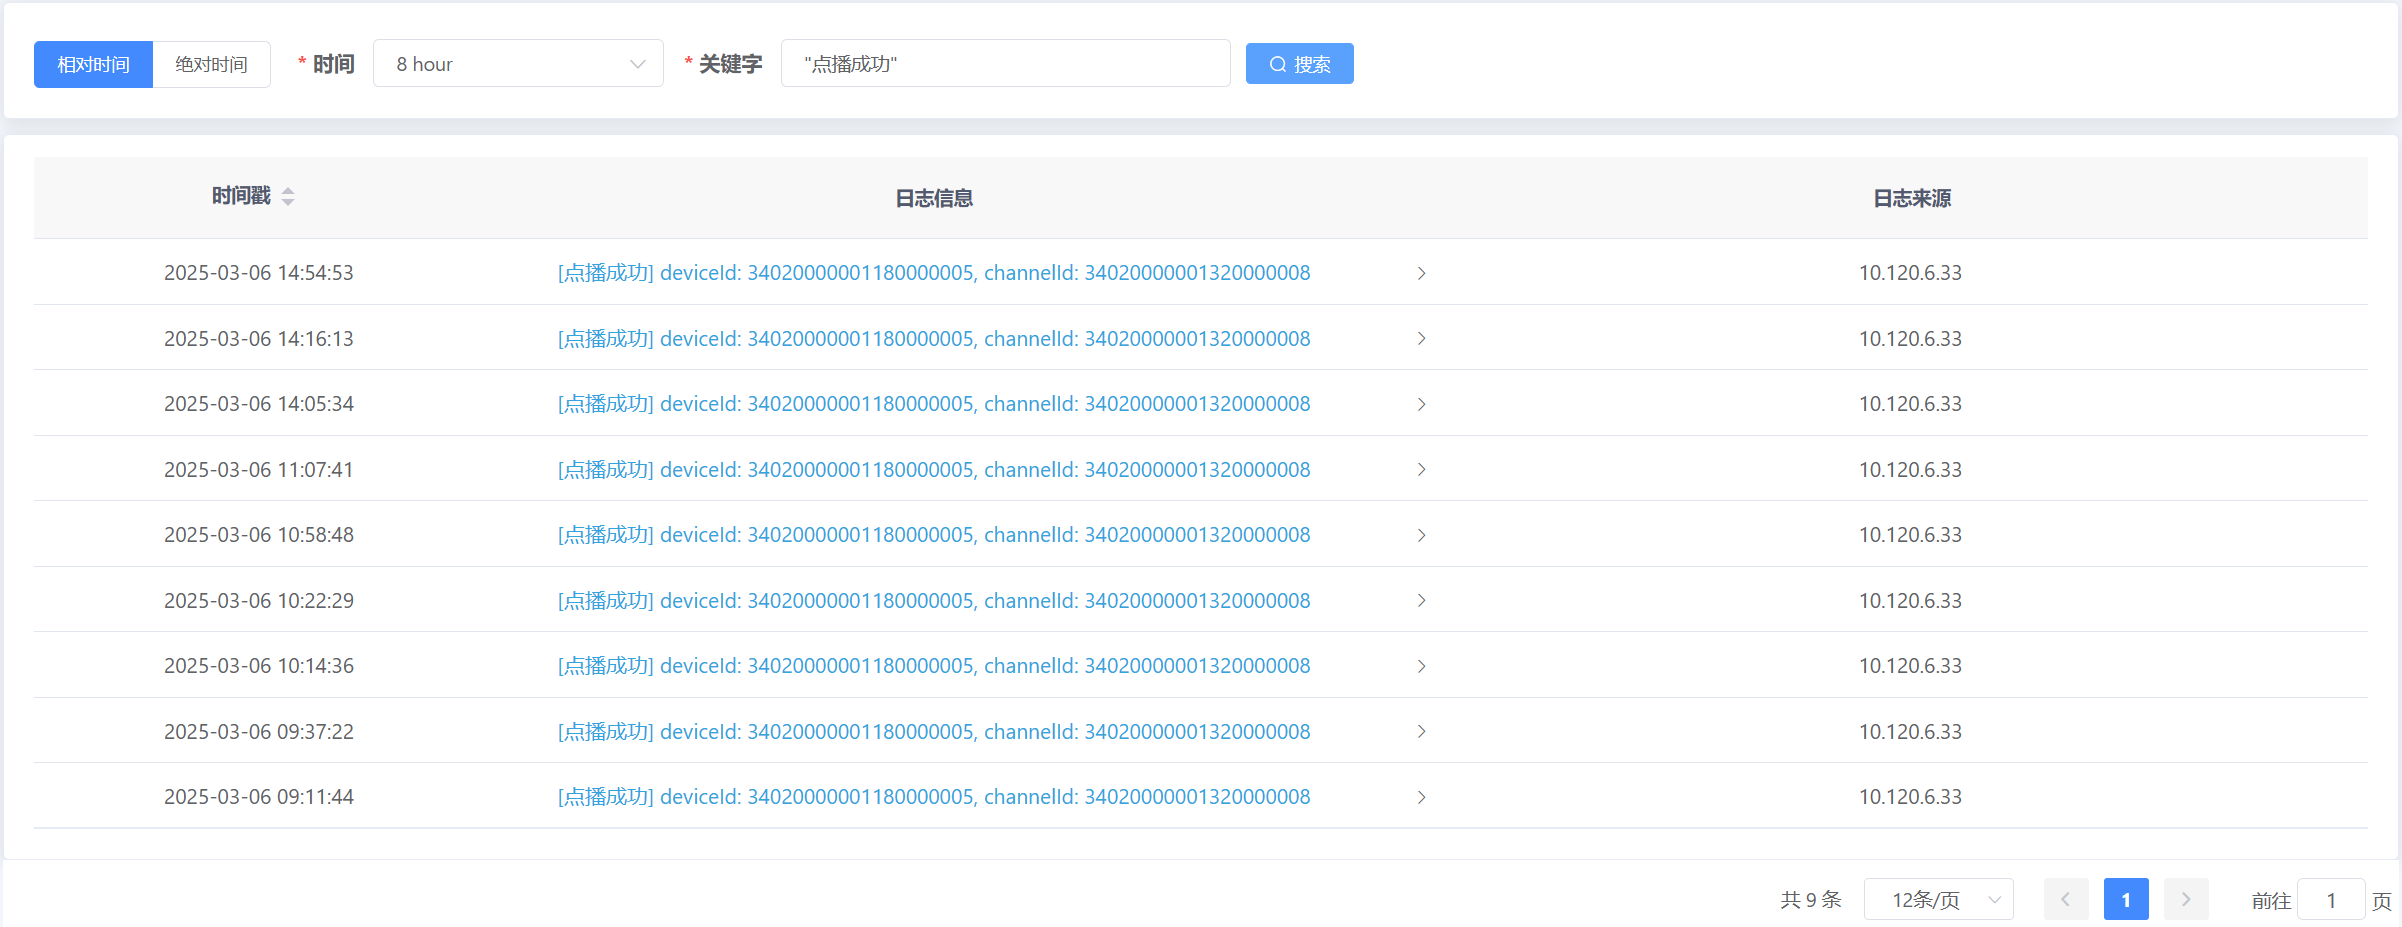 相对时间 绝对时间 * 时间 8 hour * 关键字 "点播成功" 搜索
时间戳 日志信息 日志来源
2025-03-06 14:54:53 [点播成功] deviceId: 34020000001180000005, channelId: 34020000001320000008 10.120.6.33
2025-03-06 14:16:13 [点播成功] deviceId: 34020000001180000005, channelId: 34020000001320000008 10.120.6.33
2025-03-06 14:05:34 [点播成功] deviceId: 34020000001180000005, channelId: 34020000001320000008 10.120.6.33
2025-03-06 11:07:41 [点播成功] deviceId: 34020000001180000005, channelId: 34020000001320000008 10.120.6.33
2025-03-06 10:58:48 [点播成功] deviceId: 34020000001180000005, channelId: 34020000001320000008 10.120.6.33
2025-03-06 10:22:29 [点播成功] deviceId: 34020000001180000005, channelId: 34020000001320000008 10.120.6.33
2025-03-06 10:14:36 [点播成功] deviceId: 34020000001180000005, channelId: 34020000001320000008 10.120.6.33
2025-03-06 09:37:22 [点播成功] deviceId: 34020000001180000005, channelId: 34020000001320000008 10.120.6.33
2025-03-06 09:11:44 [点播成功] deviceId: 34020000001180000005, channelId: 34020000001320000008 10.120.6.33
共 9 条 12条/页 1 前往 1 页